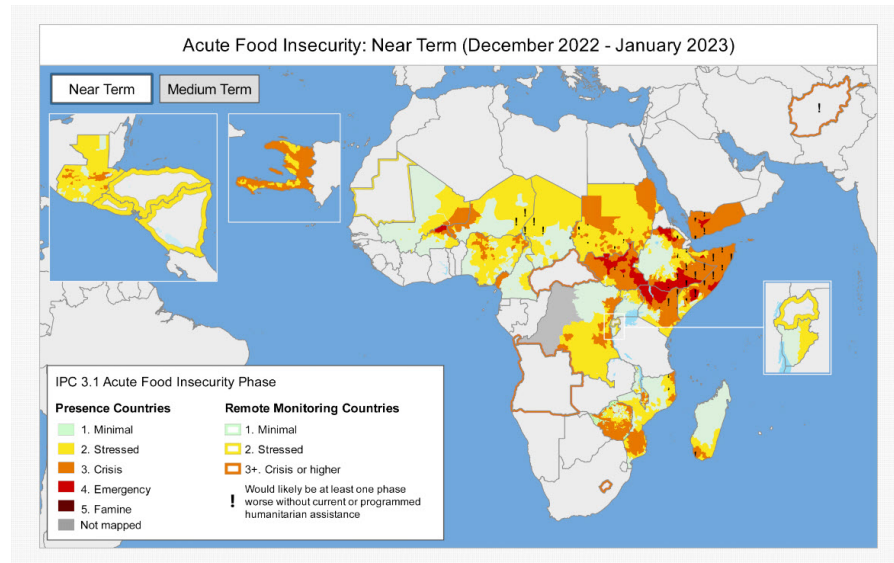 Acute Food Insecurity: Near Term (December 2022 - January 2023)
Near Term
Medium Term
!
IPC 3.1 Acute Food Insecurity Phase
Presence Countries
1. Minimal
2. Stressed
3. Crisis
4. Emergency
5. Famine
Not mapped
Remote Monitoring Countries
1. Minimal
2. Stressed
3+. Crisis or higher
! Would likely be at least one phase
worse without current or programmed
humanitarian assistance